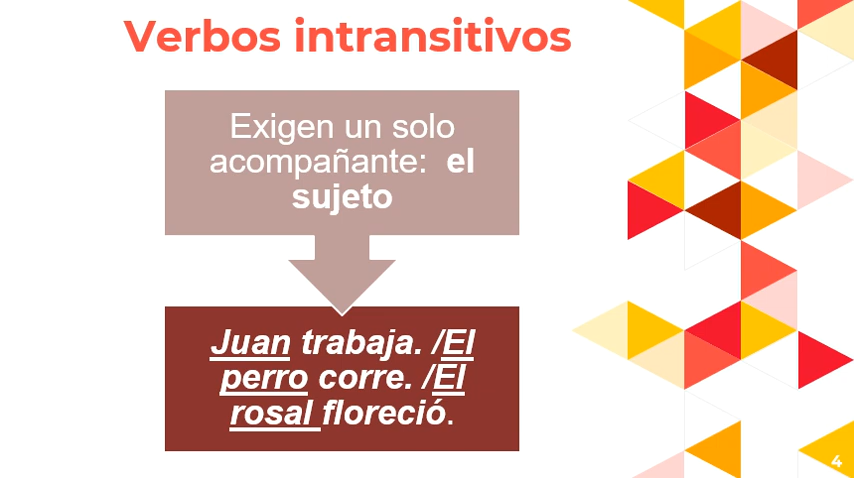 Verbos intransitivos
Exigen un solo
acompañante:  el
sujeto
Juan trabaja. /El
perro corre. /El
rosal floreció.
4